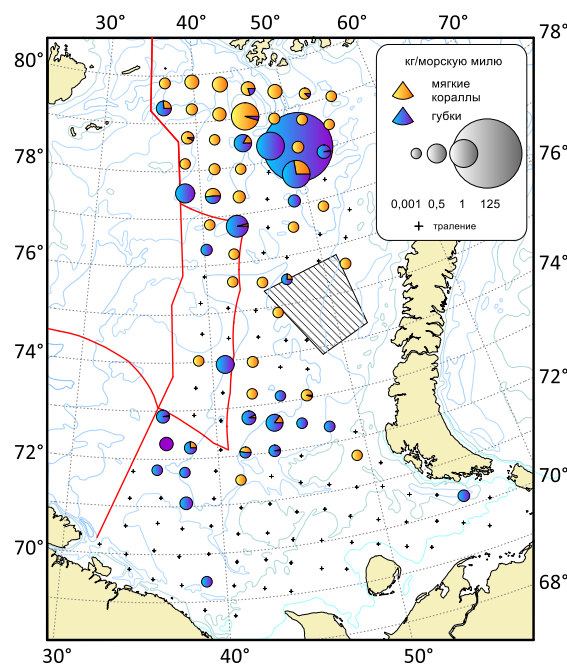 30° 40° 50° 60° 70° 78°
80°
кг/морскую милю
мягкие
кораллы
губки
78° 76°
0,001 0,5 1 125
+ траление
76° 74°
74° 72°
72° 70°
70° 68°
30° 40° 50°